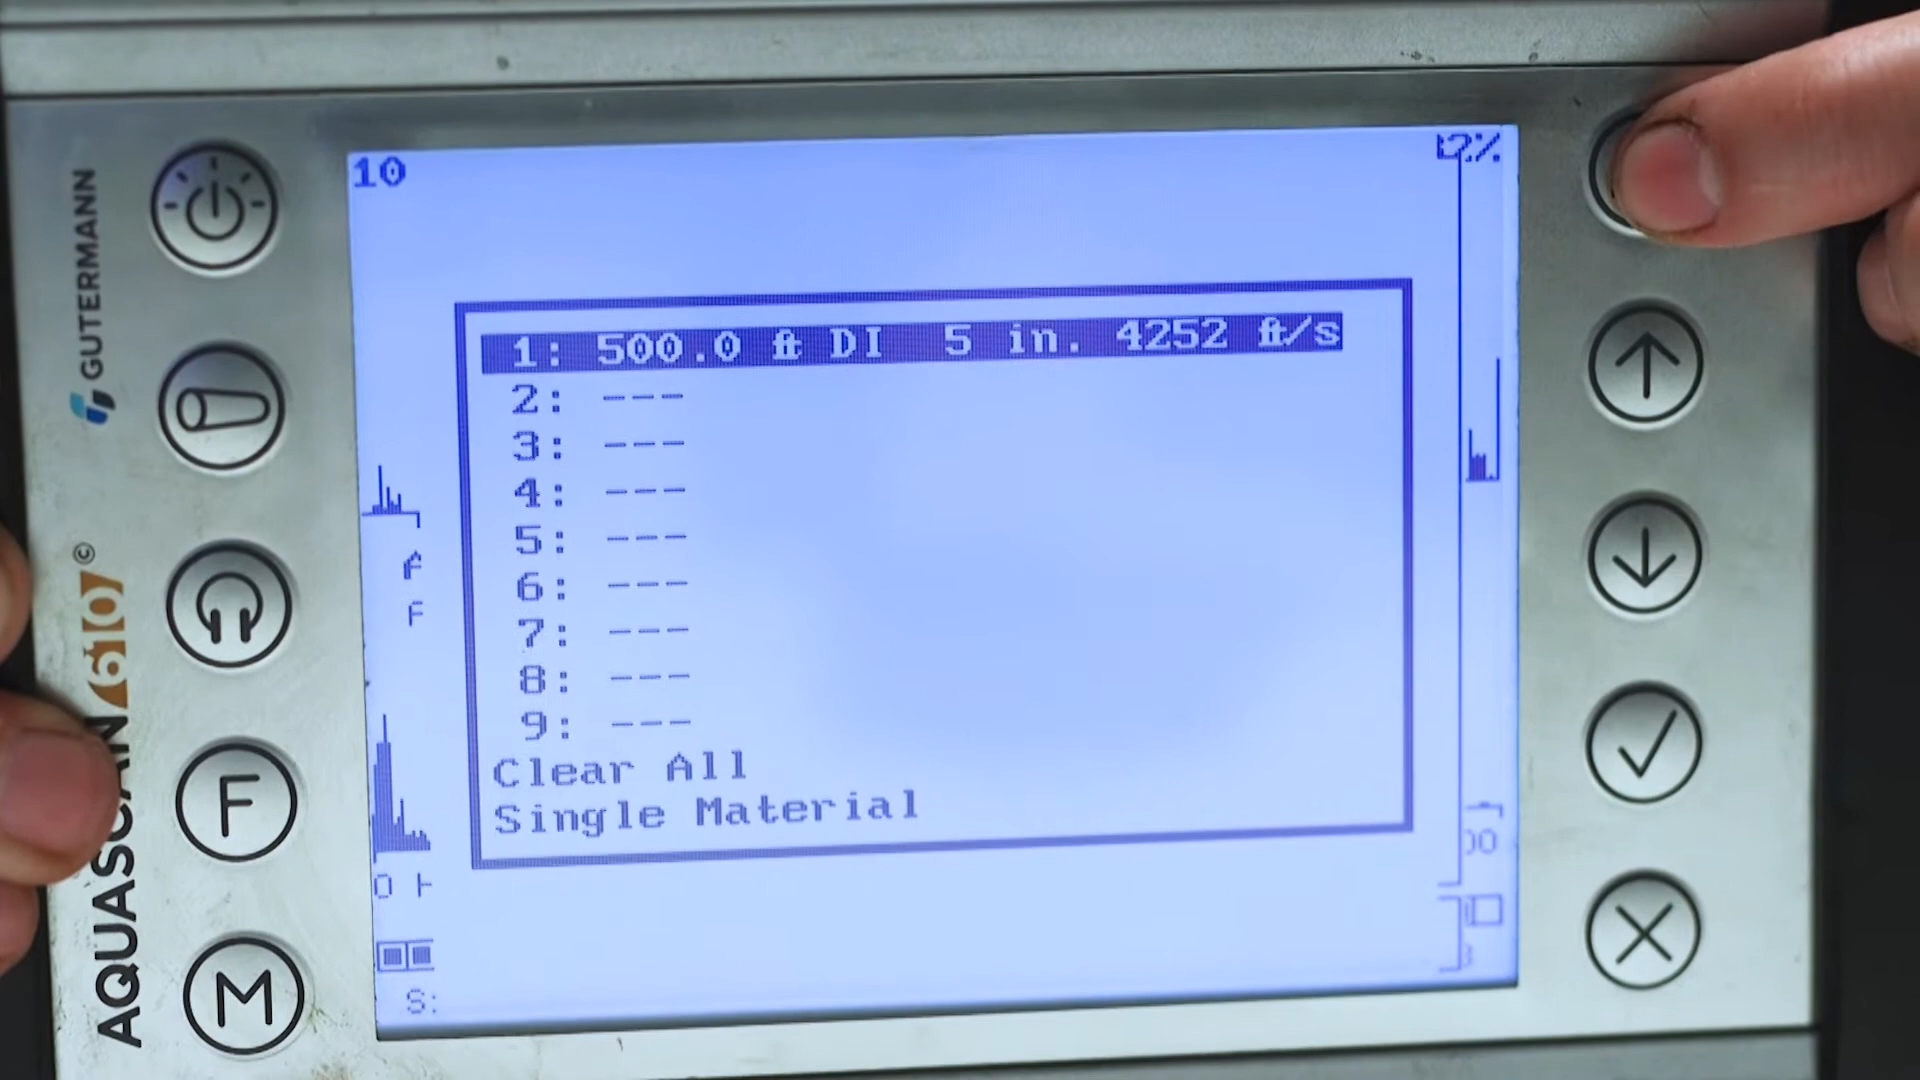 GUTERMANN
AQUASCAN 610©
F
M
10
1: 500.0 ft DI 5 in. 4252 ft/s
2: ---
3: ---
4: ---
5: ---
6: ---
7: ---
8: ---
9: ---
Clear All
Single Material
F
S: